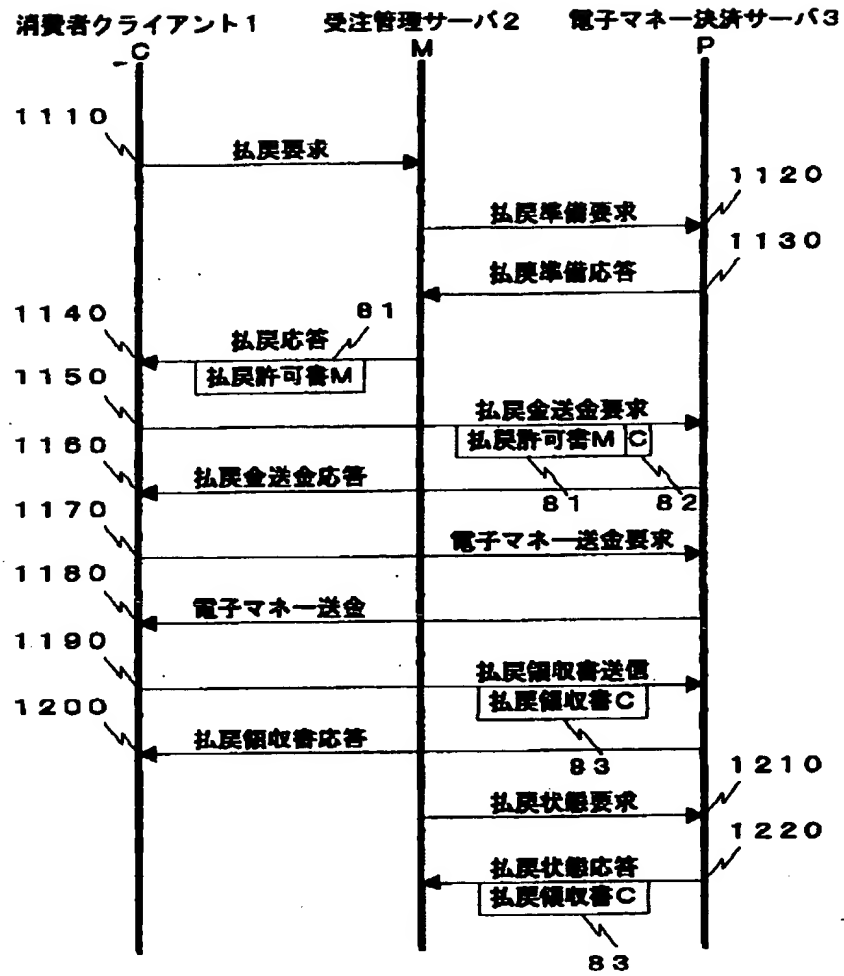 消費者クライアント1 受注管理サーバ2 電子マネー決済サーバ3
C M P
1110
払戻要求
1120
払戻準備要求
1130
払戻準備応答
1140
81
払戻応答
払戻許可書M
1150
払戻金送金要求
払戻許可書M C
1160
払戻金送金応答
81 82
1170
電子マネー送金要求
1180
電子マネー送金
1190
払戻領収書送信
払戻領収書C
1200
払戻領収書応答
83
1210
払戻状態要求
1220
払戻状態応答
払戻領収書C
83